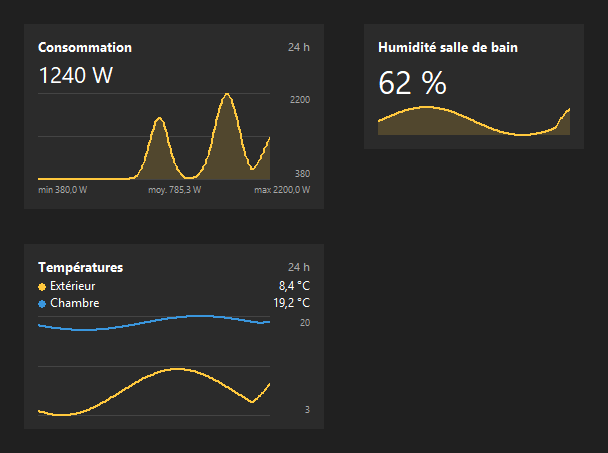 Consommation 24 h
1240 W
2200
380
min 380,0 W moy. 785,3 W max 2200,0 W
Humidité salle de bain
62 %
Températures 24 h
Extérieur 8,4 °C
Chambre 19,2 °C
20
3